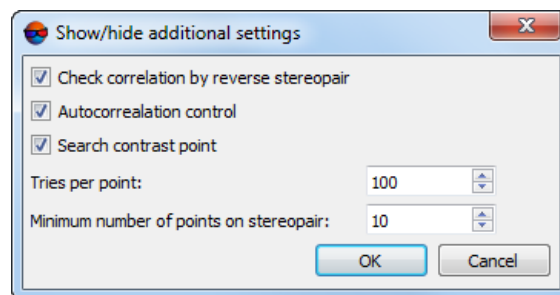 Show/hide additional settings
Check correlation by reverse stereopair
Autocorrealation control
Search contrast point
Tries per point: 100
Minimum number of points on stereopair: 10
OK Cancel